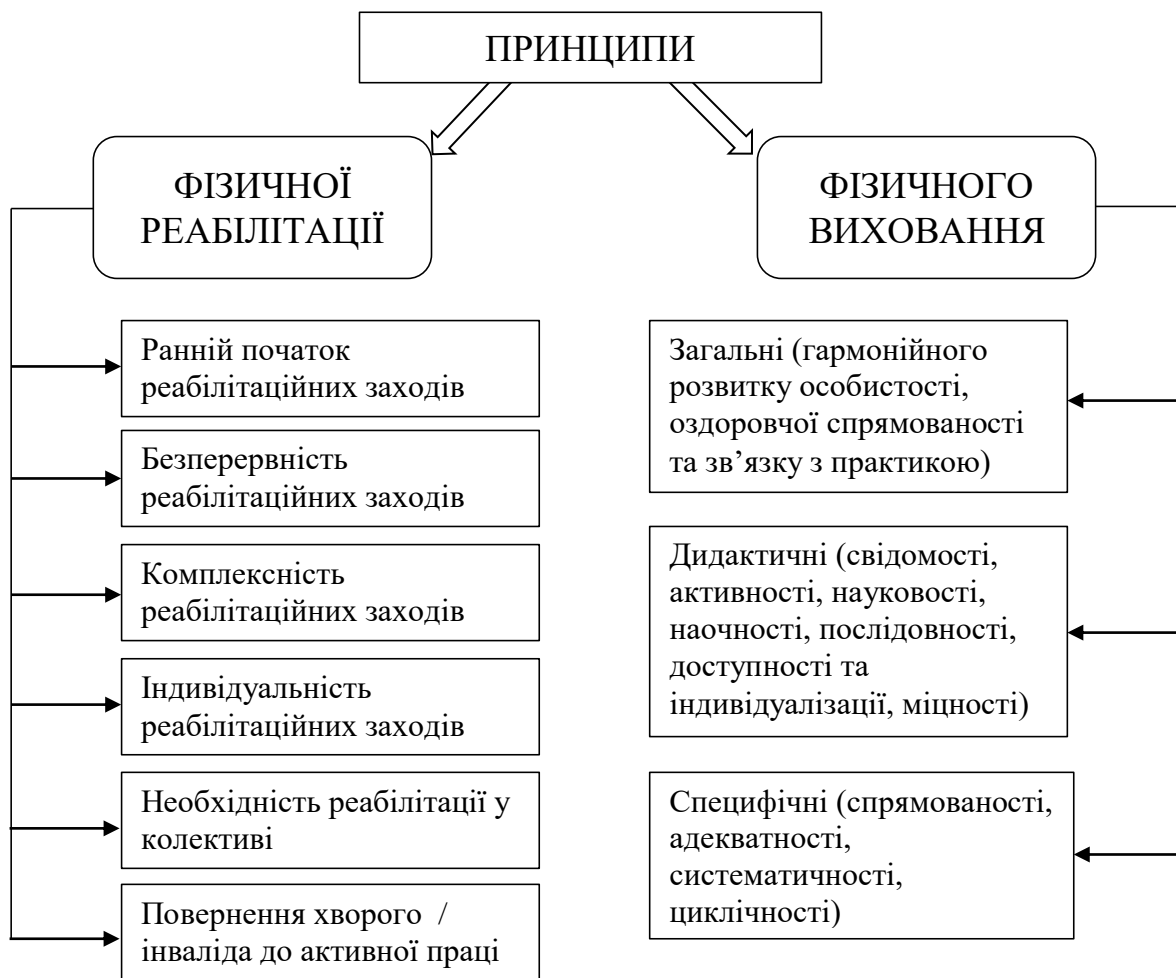 ПРИНЦИПИ
ФІЗИЧНОЇ
РЕАБІЛІТАЦІЇ
Ранній початок
реабілітаційних заходів
Безперервність
реабілітаційних заходів
Комплексність
реабілітаційних заходів
Індивідуальність
реабілітаційних заходів
Необхідність реабілітації у
колективі
Повернення хворого /
інваліда до активної праці
ФІЗИЧНОГО
ВИХОВАННЯ
Загальні (гармонійного
розвитку особистості,
оздоровчої спрямованості
та зв’язку з практикою)
Дидактичні (свідомості,
активності, науковості,
наочності, послідовності,
доступності та
індивідуалізації, міцності)
Специфічні (спрямованості,
адекватності,
систематичності,
циклічності)